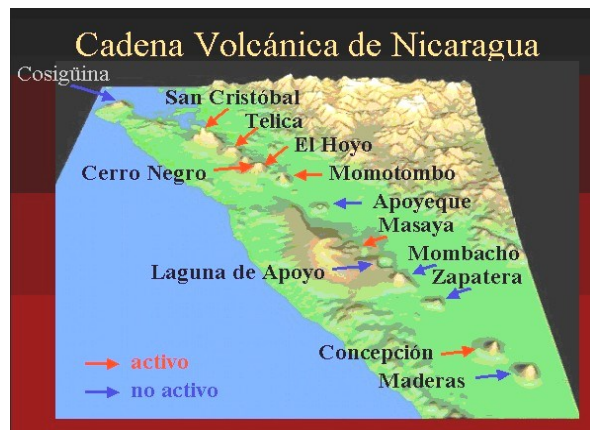 Cadena Volcánica de Nicaragua
Cosigüina
San Cristóbal
Telica
El Hoyo
Cerro Negro
Momotombo
Apoyeque
Masaya
Mombacho
Laguna de Apoyo
Zapatera
Concepción
activo
Maderas
no activo